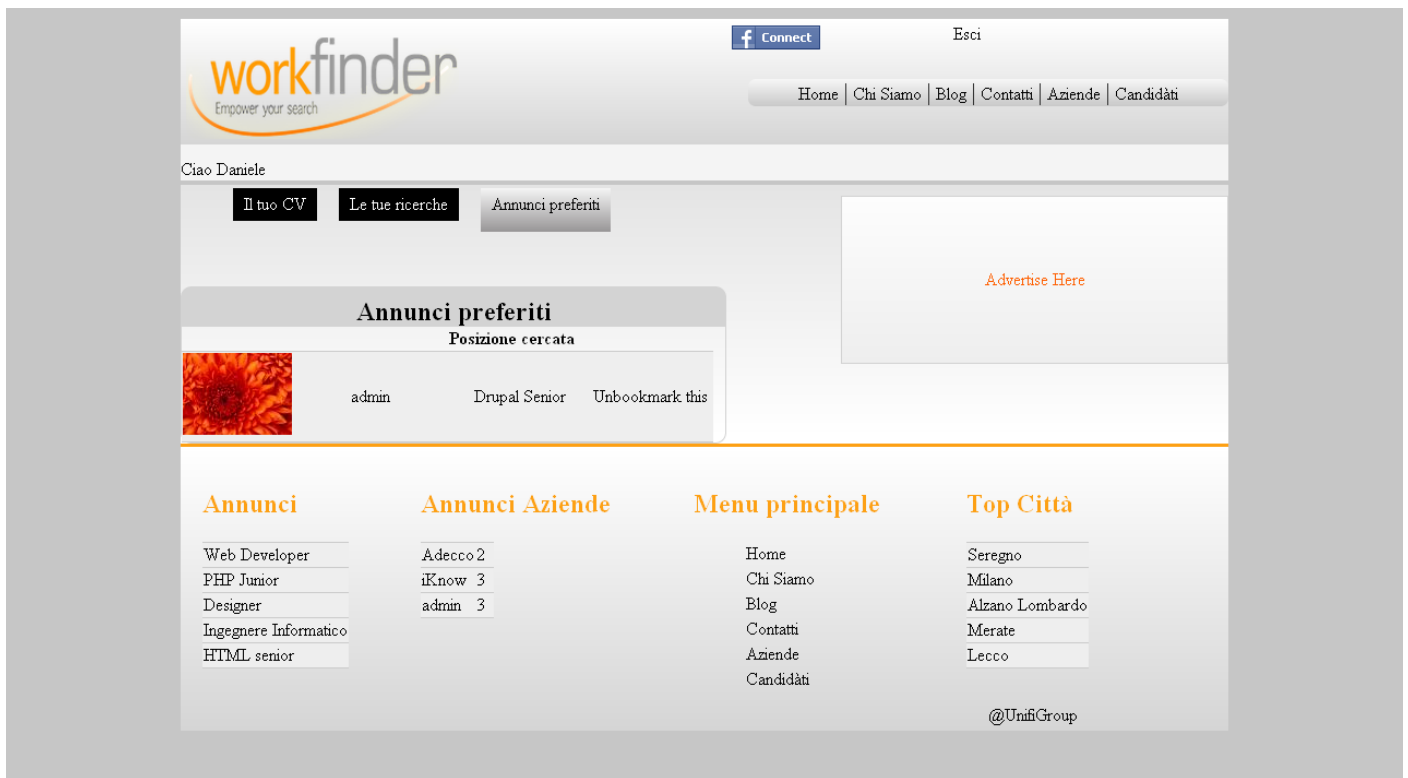 workfinder
Empower your search
f Connect
Esci
Home | Chi Siamo | Blog | Contatti | Aziende | Candidàti
Ciao Daniele
Il tuo CV
Le tue ricerche
Annunci preferiti
Advertise Here
Annunci preferiti
Posizione cercata
admin Drupal Senior Unbookmark this
Annunci
Web Developer
PHP Junior
Designer
Ingegnere Informatico
HTML senior
Annunci Aziende
Adecco 2
iKnow 3
admin 3
Menu principale
Home
Chi Siamo
Blog
Contatti
Aziende
Candidàti
Top Città
Seregno
Milano
Alzano Lombardo
Merate
Lecco
@UnifiGroup